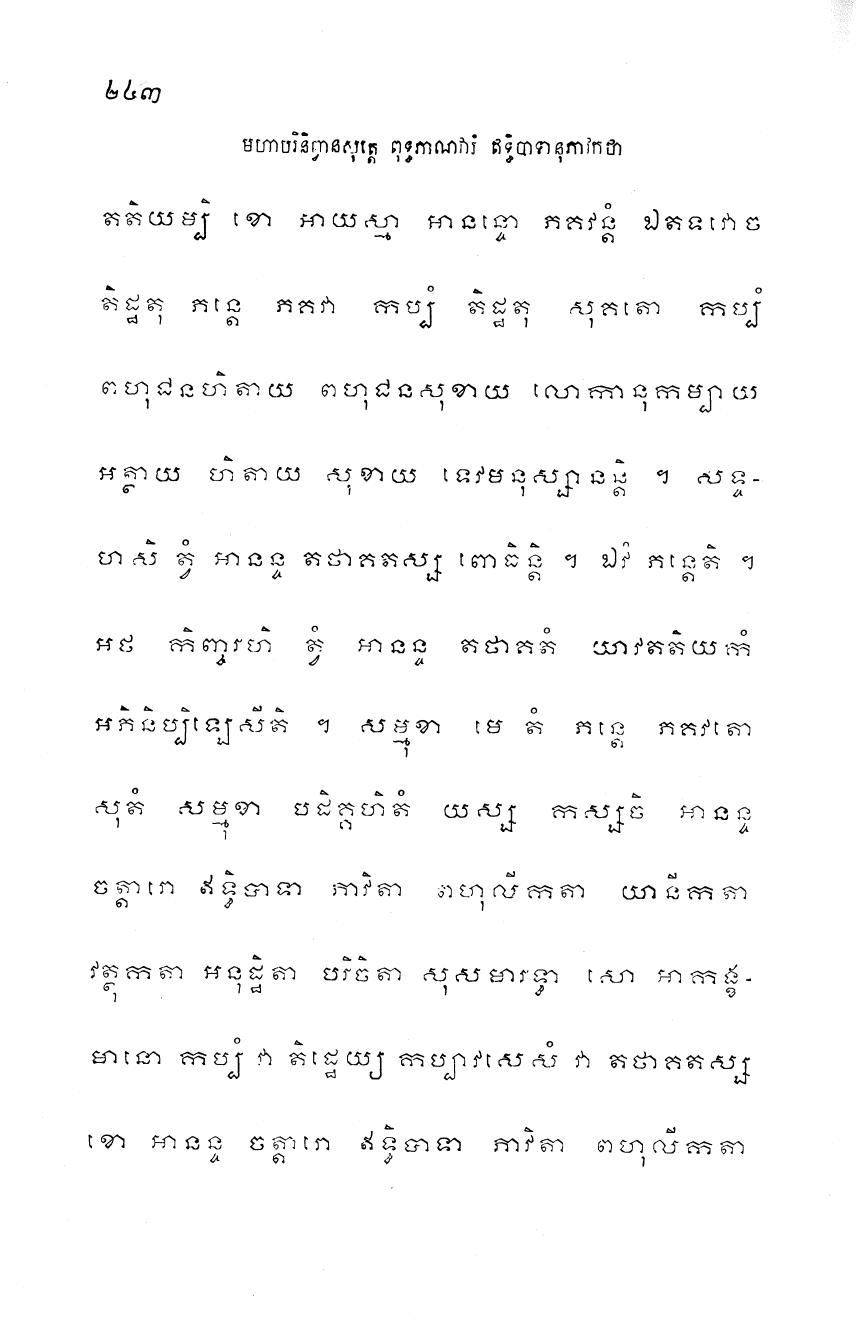 ២៤៣
មហាបរិនិព្វានសុត្តេ ពុទ្ធភាណវារំ ឥទ្ធិបាទានុភាវកថា
តតិយម្បិ ខោ អាយស្មា អានន្ទោ ភគវន្តំ ឯតទវោច
តិដ្ឋតុ ភន្តេ ភគវា កប្បំ តិដ្ឋតុ សុគតោ កប្បំ
ពហុជនហិតាយ ពហុជនសុខាយ លោកានុកម្បាយ
អត្ថាយ ហិតាយ សុខាយ ទេវមនុស្សានន្តិ ។ សទ្ទ-
ហសិ ត្វំ អានន្ទ តថាគតស្ស ពោធិន្តិ ។ ឯវំ ភន្តេតិ ។
អថ កិញ្ចរហិ ត្វំ អានន្ទ តថាគតំ យាវតតិយកំ
អភិនិប្បិឡេសីតិ ។ សម្មុខា មេ តំ ភន្តេ ភគវតោ
សុតំ សម្មុខា បដិគ្គហិតំ យស្ស កស្សចិ អានន្ទ
ចត្តារោ ឥទ្ធិបាទា ភាវិតា ពហុលីកតា យានីកតា
វត្ថុកតា អនុដ្ឋិតា បរិចិតា សុសមារទ្ធា សោ អាកង្ខ-
មានោ កប្បំ វា តិដ្ឋេយ្យ កប្បាវសេសំ វា តថាគតស្ស
ខោ អានន្ទ ចត្តារោ ឥទ្ធិបាទា ភាវិតា ពហុលីកតា